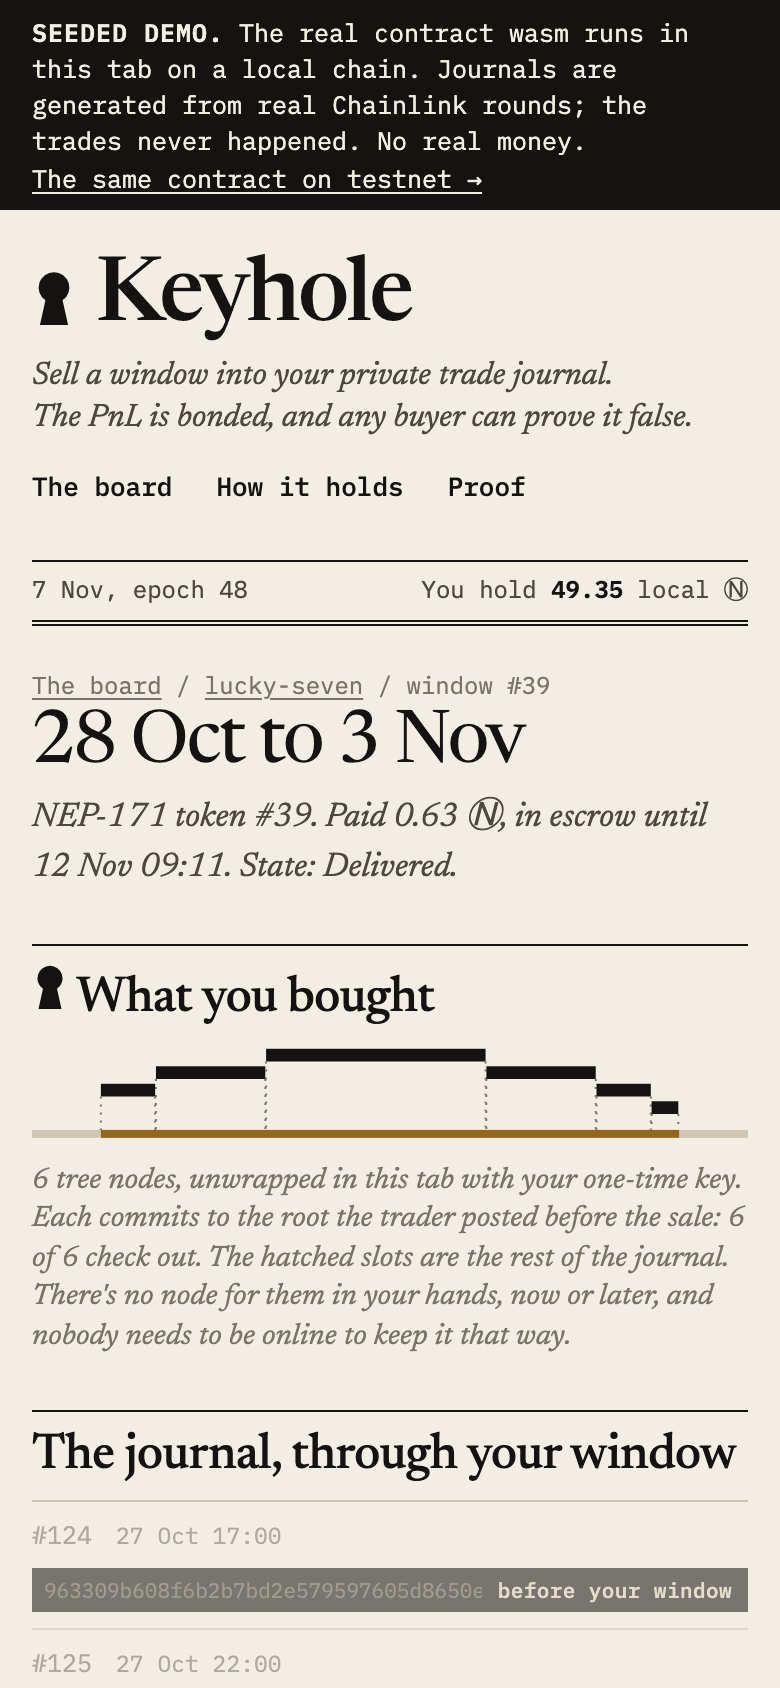 SEEDED DEMO. The real contract wasm runs in
this tab on a local chain. Journals are
generated from real Chainlink rounds; the
trades never happened. No real money.
The same contract on testnet →
Keyhole
Sell a window into your private trade journal.
The PnL is bonded, and any buyer can prove it false.
The board How it holds Proof
7 Nov, epoch 48 You hold 49.35 local Ⓝ
The board / lucky-seven / window #39
28 Oct to 3 Nov
NEP-171 token #39. Paid 0.63 Ⓝ, in escrow until
12 Nov 09:11. State: Delivered.
What you bought
6 tree nodes, unwrapped in this tab with your one-time key.
Each commits to the root the trader posted before the sale: 6
of 6 check out. The hatched slots are the rest of the journal.
There's no node for them in your hands, now or later, and
nobody needs to be online to keep it that way.
The journal, through your window
#124 27 Oct 17:00
963309b608f6b2b7bd2e579597605d8650e before your window
#125 27 Oct 22:00